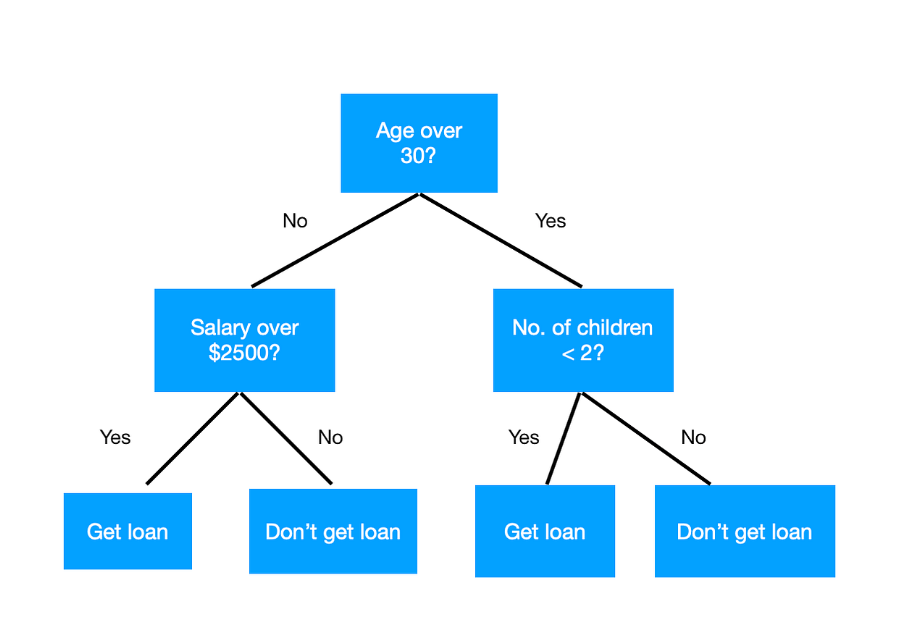 Age over
30?
No
Yes
Salary over
$2500?
No. of children
< 2?
Yes
No
Yes
No
Get loan
Don’t get loan
Get loan
Don’t get loan